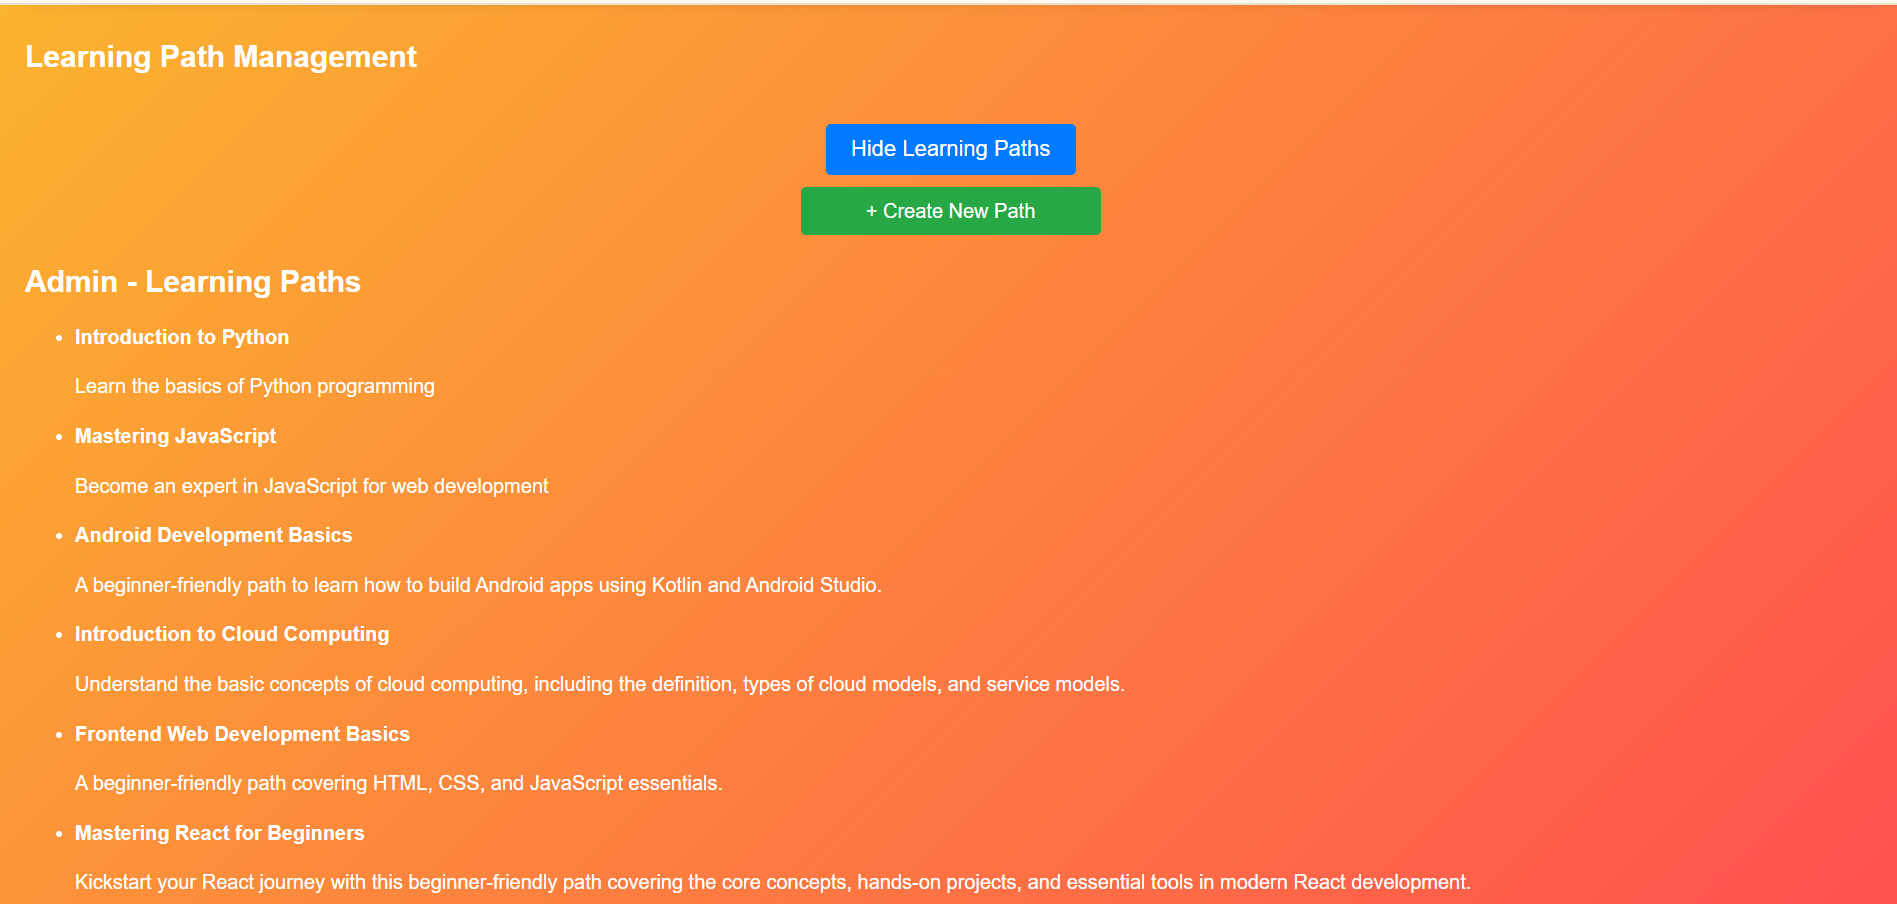 Learning Path Management
Hide Learning Paths
+ Create New Path
Admin - Learning Paths
• Introduction to Python
Learn the basics of Python programming
• Mastering JavaScript
Become an expert in JavaScript for web development
• Android Development Basics
A beginner-friendly path to learn how to build Android apps using Kotlin and Android Studio.
• Introduction to Cloud Computing
Understand the basic concepts of cloud computing, including the definition, types of cloud models, and service models.
• Frontend Web Development Basics
A beginner-friendly path covering HTML, CSS, and JavaScript essentials.
• Mastering React for Beginners
Kickstart your React journey with this beginner-friendly path covering the core concepts, hands-on projects, and essential tools in modern React development.